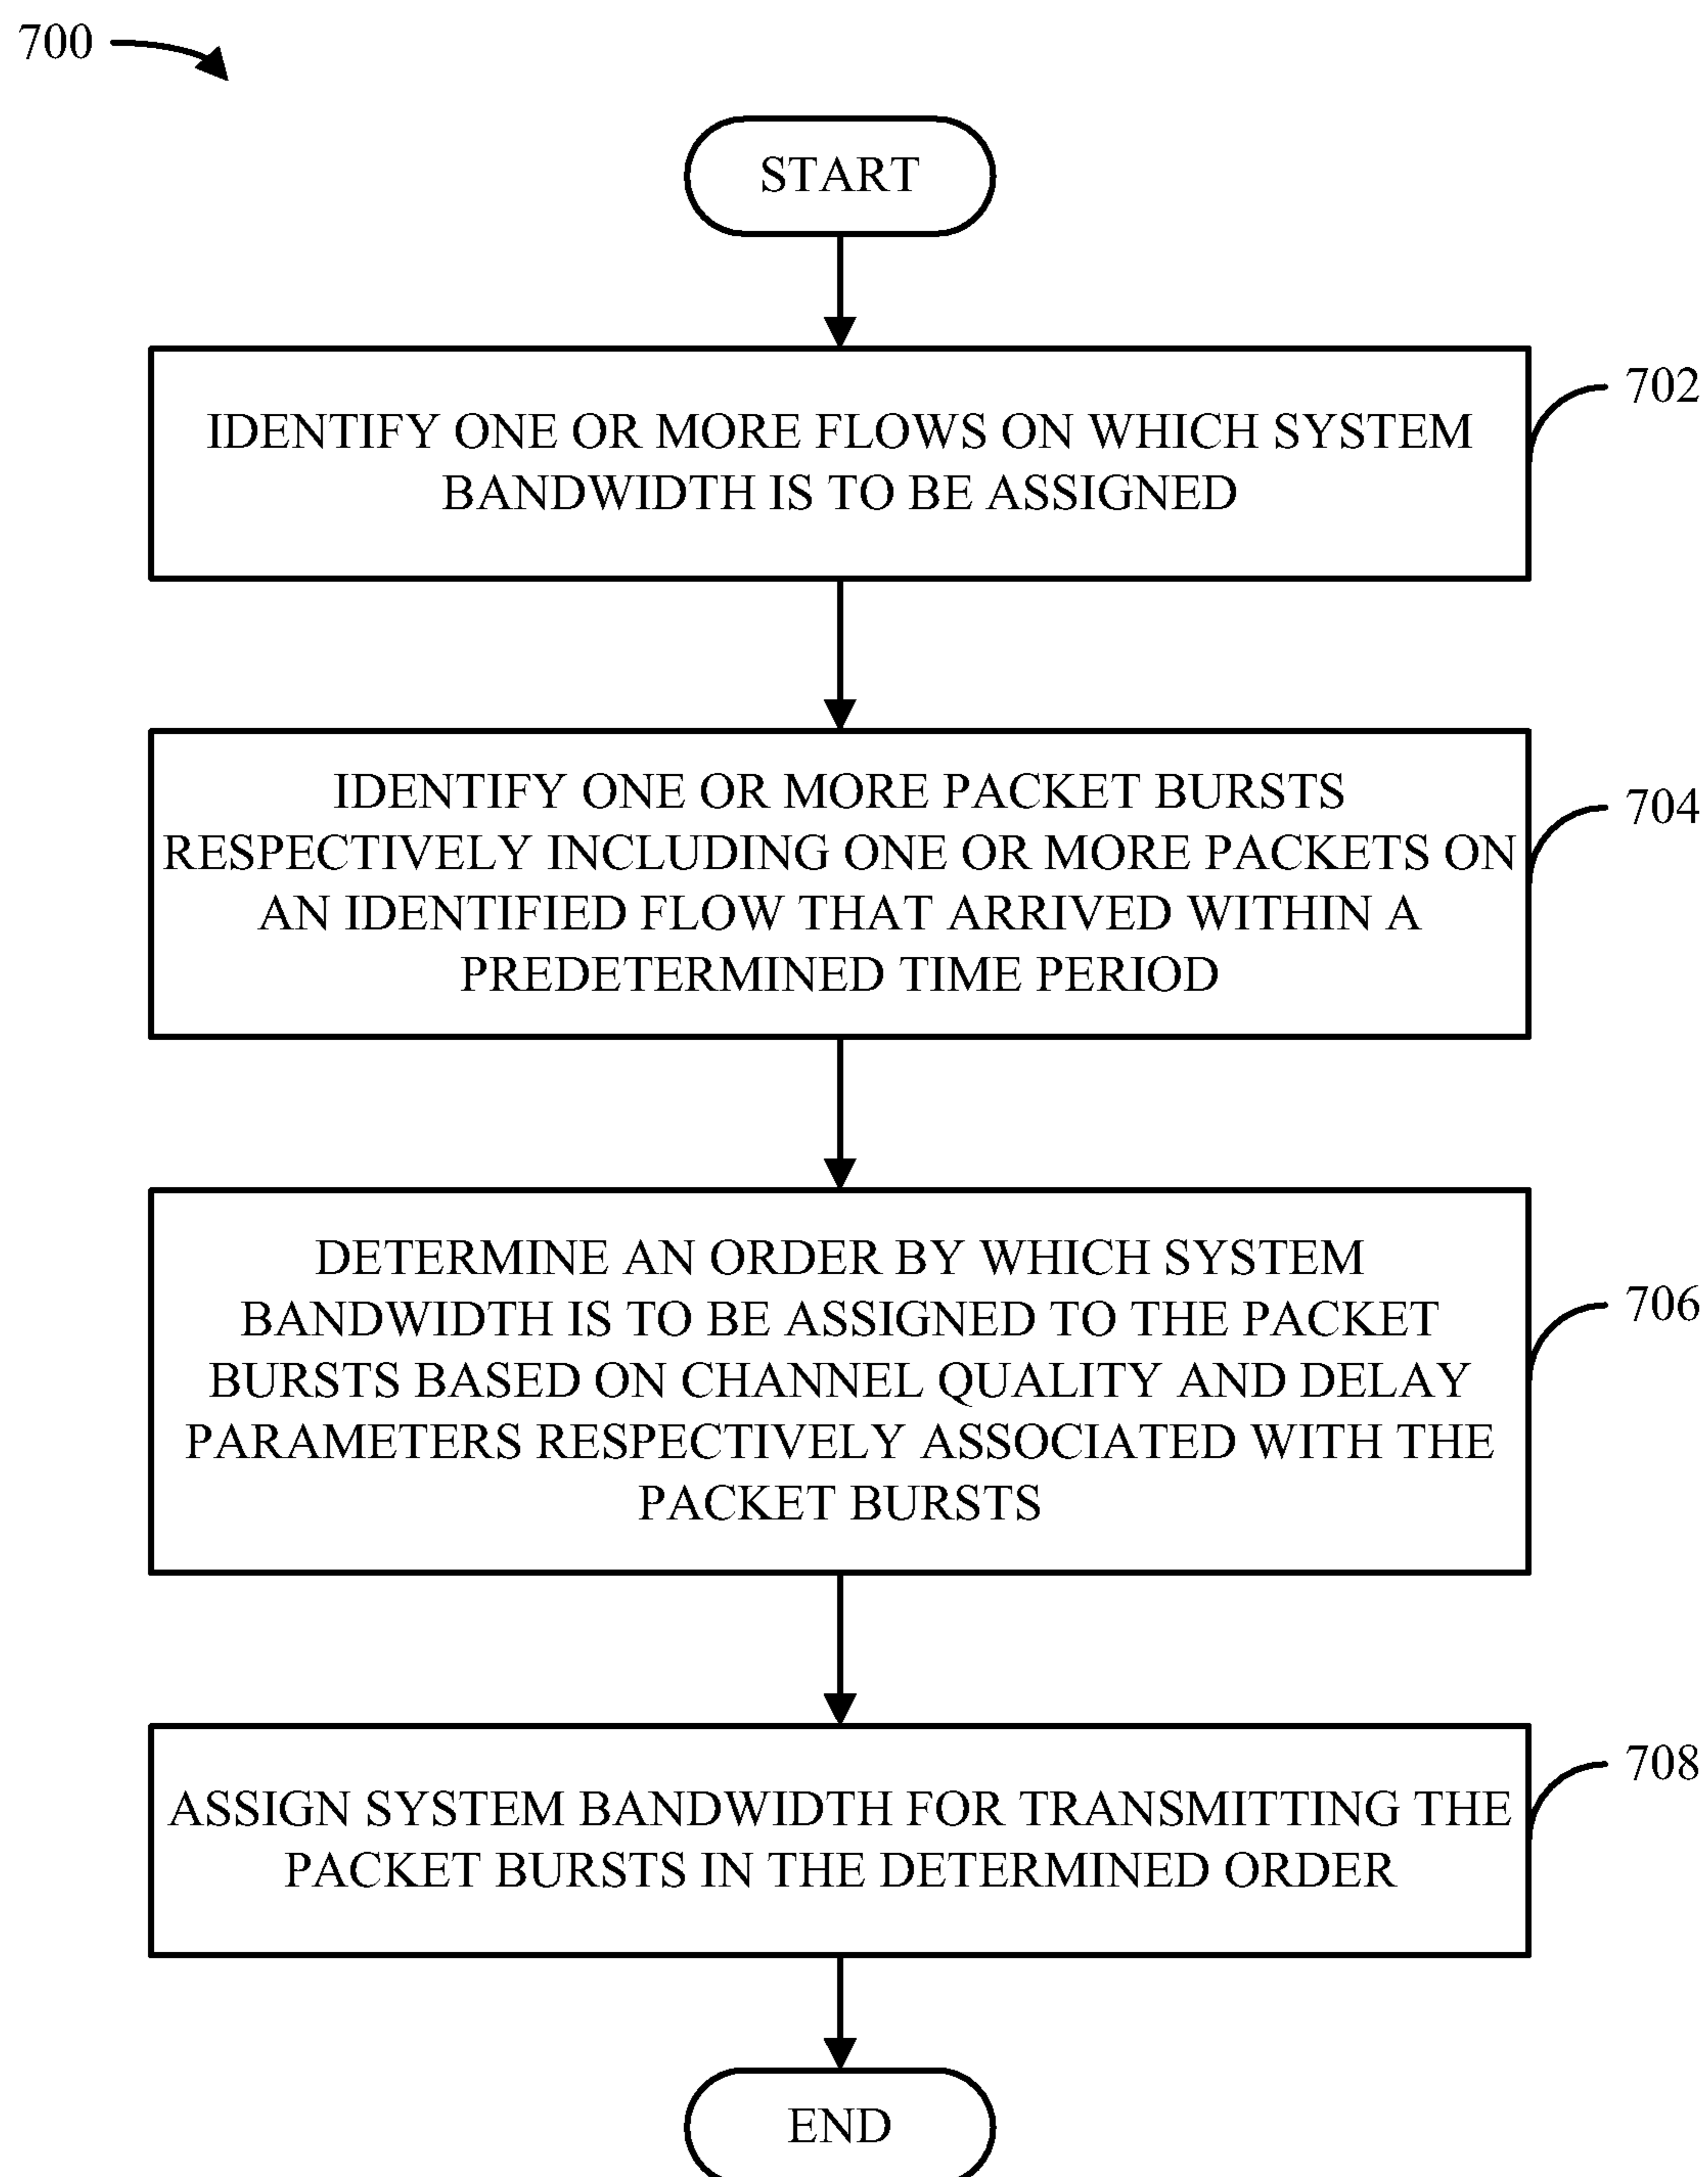 700
START
702
IDENTIFY ONE OR MORE FLOWS ON WHICH SYSTEM
BANDWIDTH IS TO BE ASSIGNED
704
IDENTIFY ONE OR MORE PACKET BURSTS
RESPECTIVELY INCLUDING ONE OR MORE PACKETS ON
AN IDENTIFIED FLOW THAT ARRIVED WITHIN A
PREDETERMINED TIME PERIOD
706
DETERMINE AN ORDER BY WHICH SYSTEM
BANDWIDTH IS TO BE ASSIGNED TO THE PACKET
BURSTS BASED ON CHANNEL QUALITY AND DELAY
PARAMETERS RESPECTIVELY ASSOCIATED WITH THE
PACKET BURSTS
708
ASSIGN SYSTEM BANDWIDTH FOR TRANSMITTING THE
PACKET BURSTS IN THE DETERMINED ORDER
END